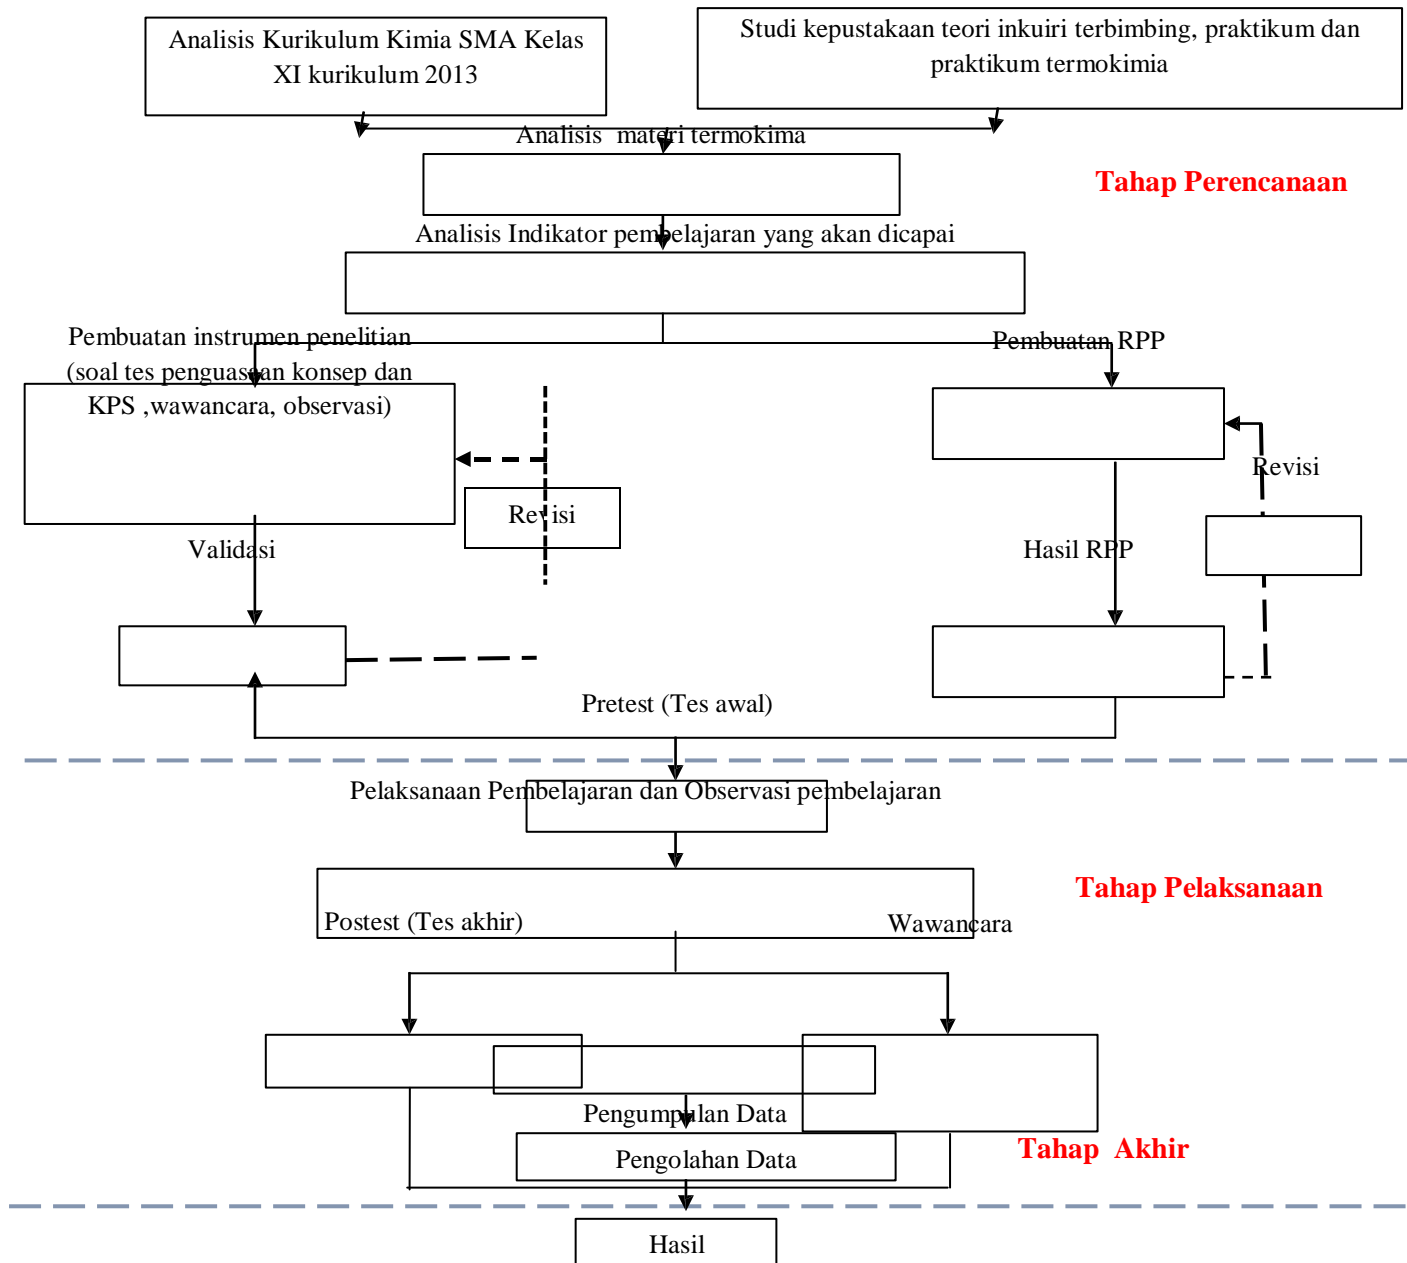 Analisis Kurikulum Kimia SMA Kelas
XI kurikulum 2013
Studi kepustakaan teori inkuiri terbimbing, praktikum dan
praktikum termokimia
Analisis materi termokima
Tahap Perencanaan
Analisis Indikator pembelajaran yang akan dicapai
Pembuatan instrumen penelitian
(soal tes penguasaan konsep dan
KPS ,wawancara, observasi)
Pembuatan RPP
Revisi
Revisi
Validasi
Hasil RPP
Pretest (Tes awal)
Pelaksanaan Pembelajaran dan Observasi pembelajaran
Tahap Pelaksanaan
Postest (Tes akhir)
Wawancara
Pengumpulan Data
Tahap Akhir
Pengolahan Data
Hasil